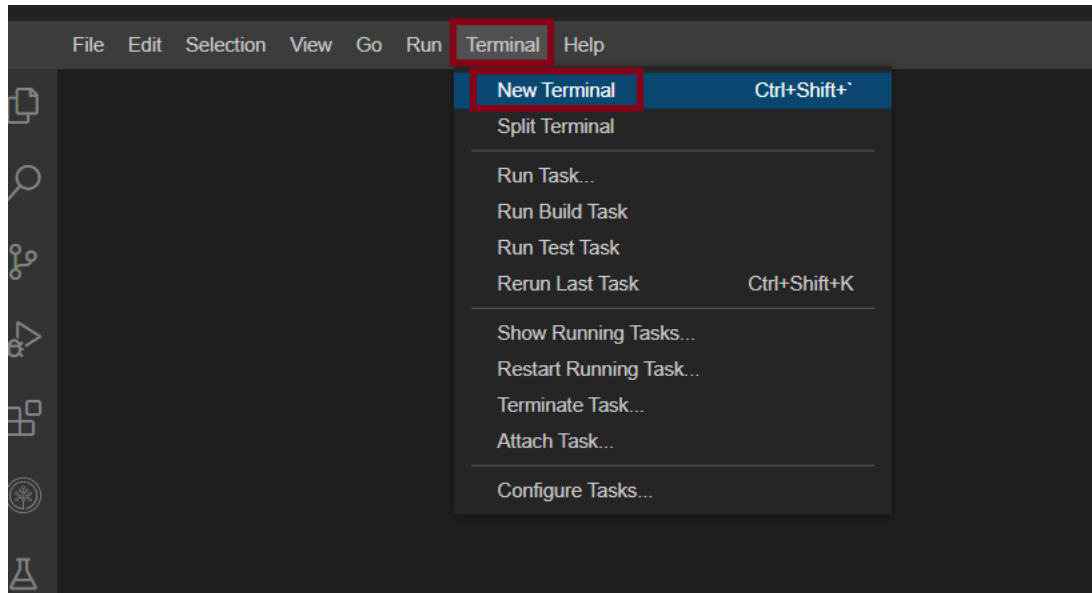 File Edit Selection View Go Run Terminal Help
New Terminal Ctrl+Shift+`
Split Terminal
Run Task...
Run Build Task
Run Test Task
Rerun Last Task Ctrl+Shift+K
Show Running Tasks...
Restart Running Task...
Terminate Task...
Attach Task...
Configure Tasks...